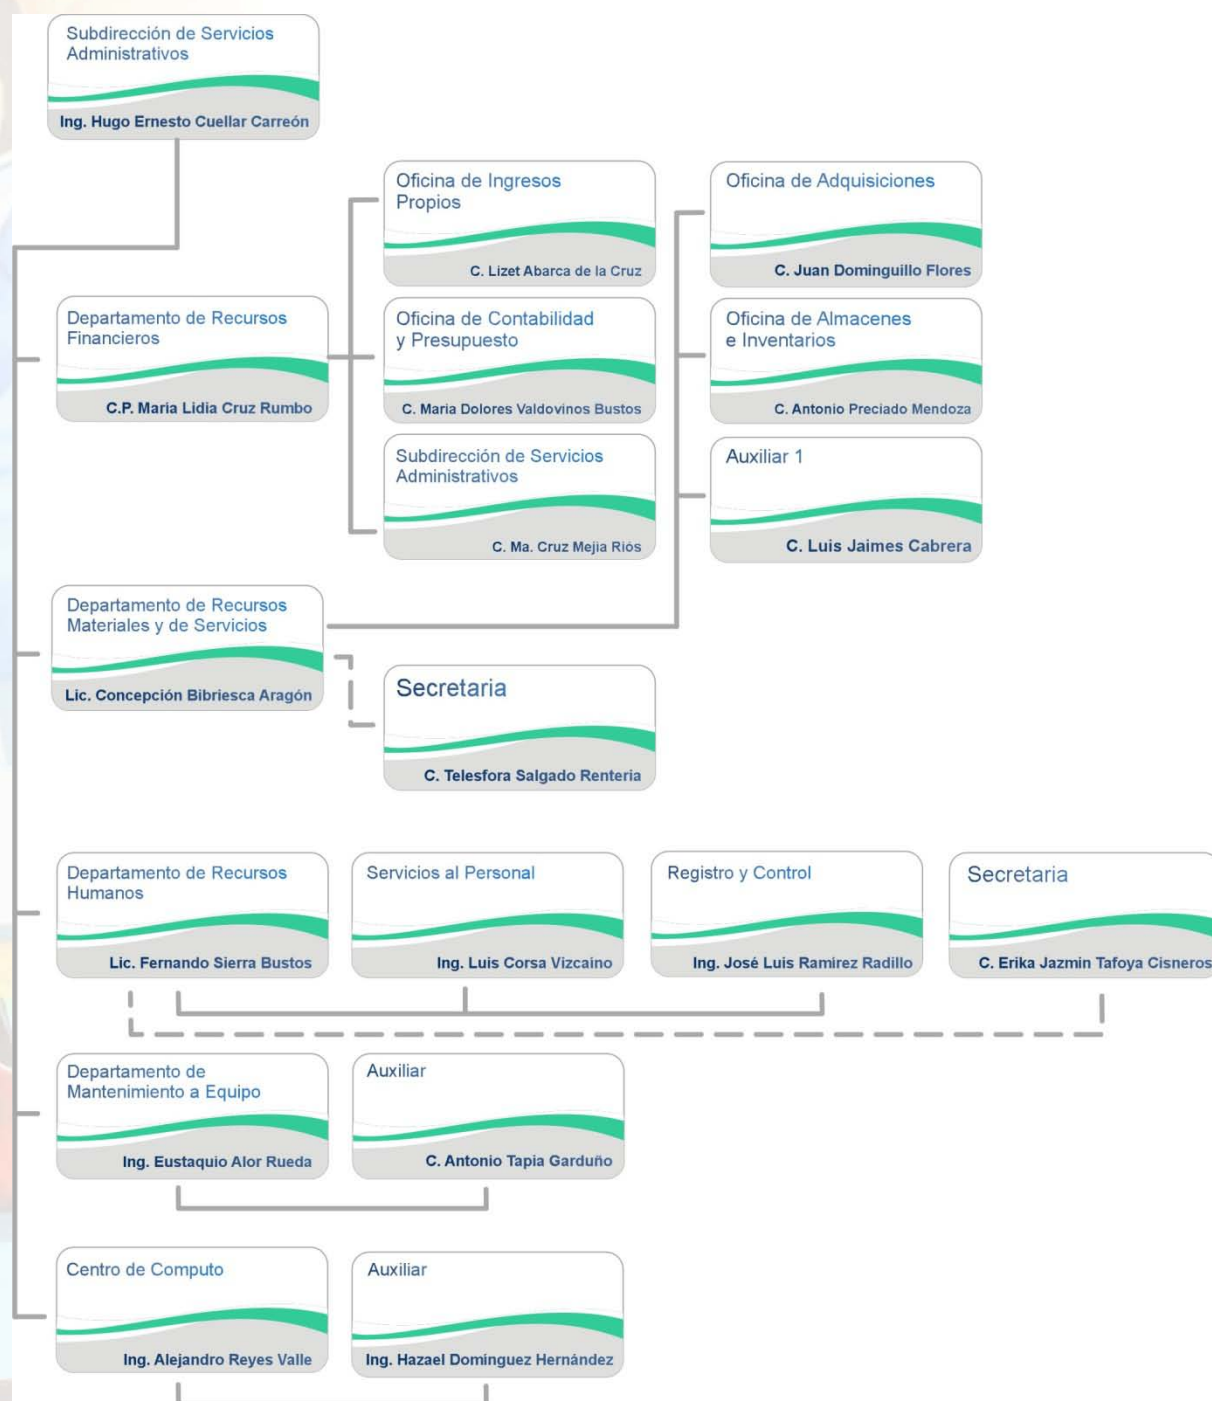 Subdirección de Servicios
Administrativos
Ing. Hugo Ernesto Cuellar Carreón
Oficina de Ingresos
Propios
C. Lizet Abarca de la Cruz
Oficina de Adquisiciones
C. Juan Dominguillo Flores
Departamento de Recursos
Financieros
C.P. Maria Lidia Cruz Rumbo
Oficina de Contabilidad
y Presupuesto
C. Maria Dolores Valdovinos Bustos
Oficina de Almacenes
e Inventarios
C. Antonio Preciado Mendoza
Subdirección de Servicios
Administrativos
C. Ma. Cruz Mejia Riós
Auxiliar 1
C. Luis Jaimes Cabrera
Departamento de Recursos
Materiales y de Servicios
Lic. Concepción Bibriesca Aragón
Secretaria
C. Telesfora Salgado Renteria
Departamento de Recursos
Humanos
Lic. Fernando Sierra Bustos
Servicios al Personal
Ing. Luis Corsa Vizcaino
Registro y Control
Ing. José Luis Ramirez Radillo
Secretaria
C. Erika Jazmin Tafoya Cisneros
Departamento de
Mantenimiento a Equipo
Ing. Eustaquio Alor Rueda
Auxiliar
C. Antonio Tapia Garduño
Centro de Computo
Ing. Alejandro Reyes Valle
Auxiliar
Ing. Hazael Domínguez Hernández